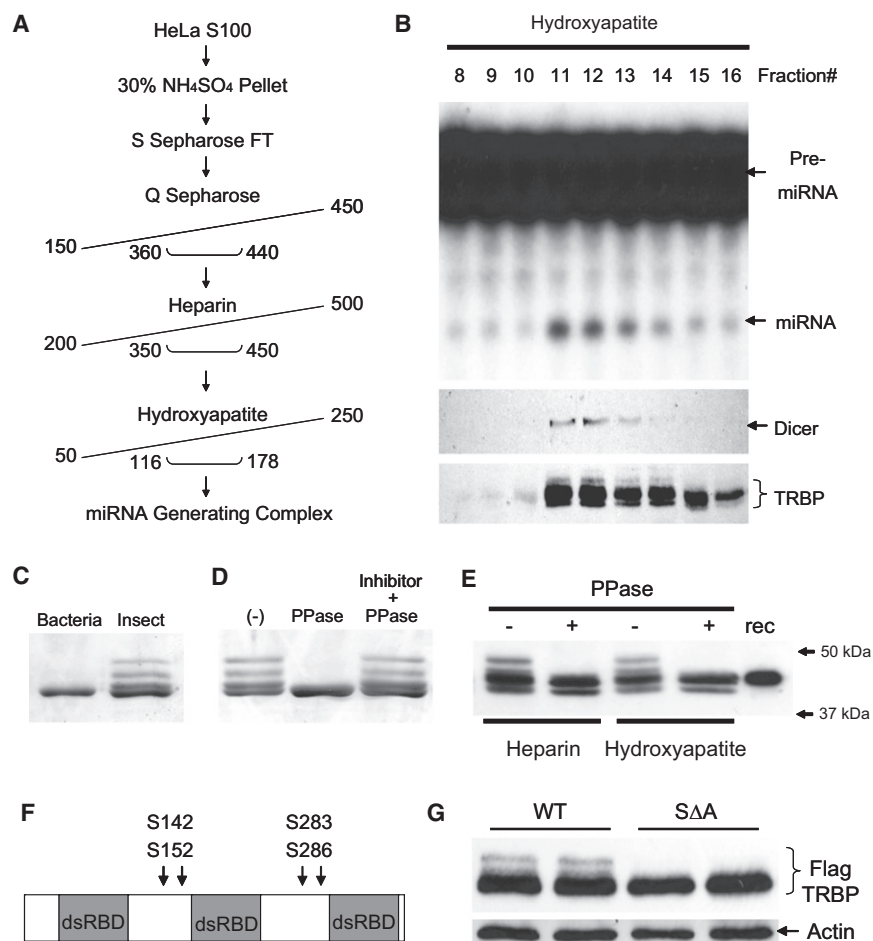 A
HeLa S100
30% NH4SO4 Pellet
S Sepharose FT
Q Sepharose
450
150
360 440
Heparin
500
200
350 450
Hydroxyapatite
250
50
116 178
miRNA Generating Complex
B
Hydroxyapatite
8 9 10 11 12 13 14 15 16 Fraction#
Pre-
miRNA
miRNA
Dicer
TRBP
C
Bacteria Insect
D
(-) PPase
Inhibitor
+
PPase
E
PPase
- + - + rec
50 kDa
37 kDa
Heparin Hydroxyapatite
F
S142 S283
S152 S286
dsRBD dsRBD dsRBD
G
WT SΔA
Flag
TRBP
Actin